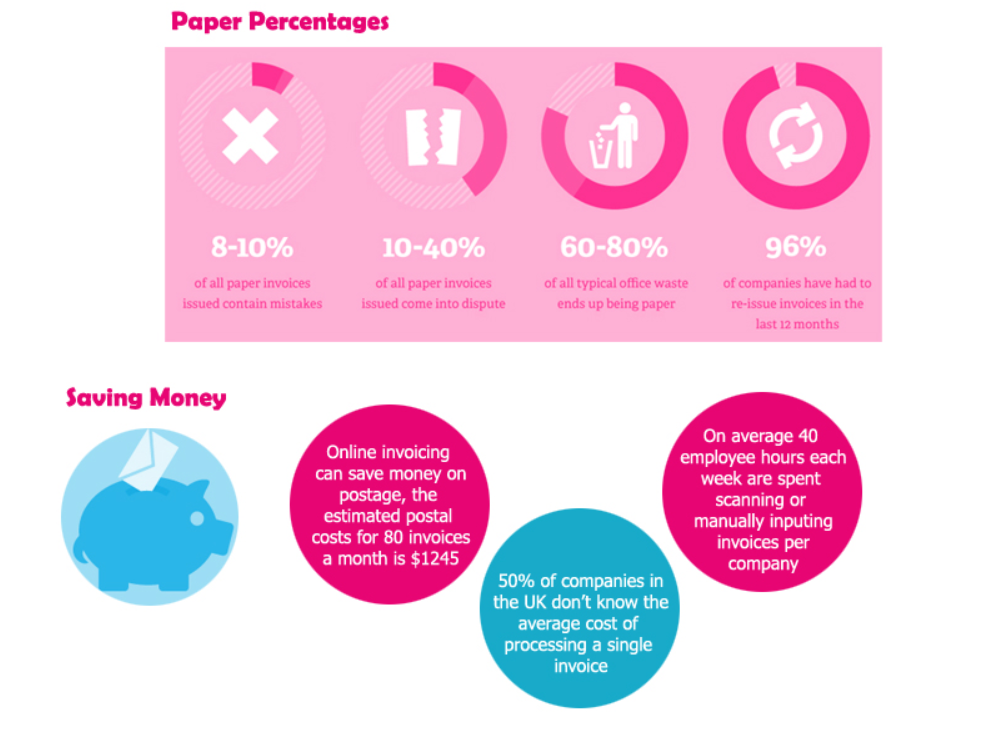 Paper Percentages
8-10%
of all paper invoices
issued contain mistakes
10-40%
of all paper invoices
issued come into dispute
60-80%
of all typical office waste
ends up being paper
96%
of companies have had to
re-issue invoices in the
last 12 months
Saving Money
Online invoicing
can save money on
postage, the
estimated postal
costs for 80 invoices
a month is $1245
50% of companies in
the UK don't know the
average cost of
processing a single
invoice
On average 40
employee hours each
week are spent
scanning or
manually inputing
invoices per
company